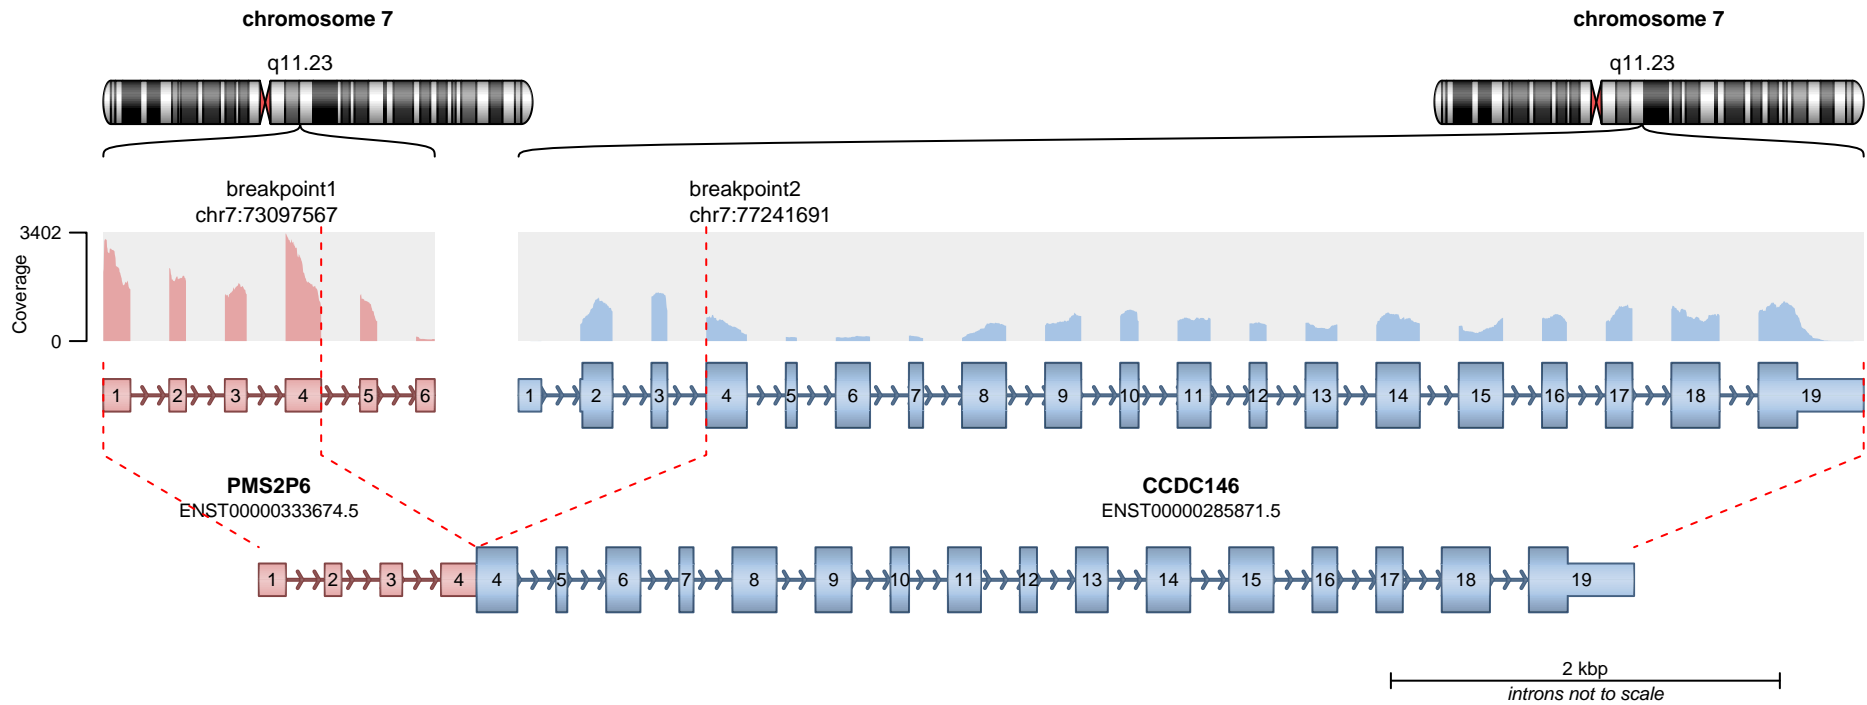 chromosome 7
chromosome 7
q11.23
q11.23
breakpoint1
chr7:73097567
breakpoint2
chr7:77241691
3402
Coverage
0
1 2 3 4 5 6
1 2 3 4 5 6 7 8 9 10 11 12 13 14 15 16 17 18 19
PMS2P6
ENST00000333674.5
CCDC146
ENST00000285871.5
1 2 3 4 4 5 6 7 8 9 10 11 12 13 14 15 16 17 18 19
2 kbp
introns not to scale